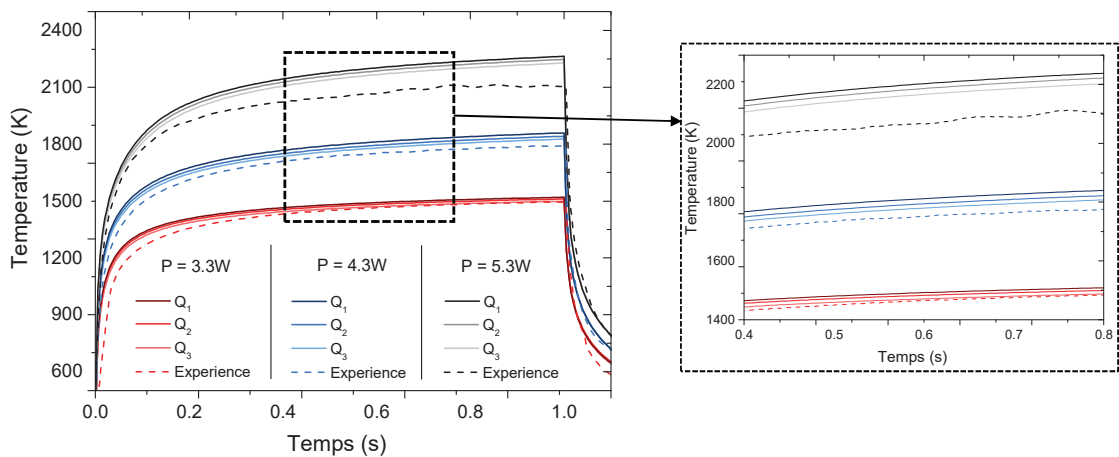 2400
2100
1800
1500
1200
900
600
Temperature (K)
P = 3.3W
P = 4.3W
P = 5.3W
Q1
Q1
Q1
Q2
Q2
Q2
Q3
Q3
Q3
Experience
Experience
Experience
0.0
0.2
0.4
0.6
0.8
1.0
Temps (s)
2200
2000
1800
1600
1400
Temperature (K)
0.4
0.5
0.6
0.7
0.8
Temps (s)